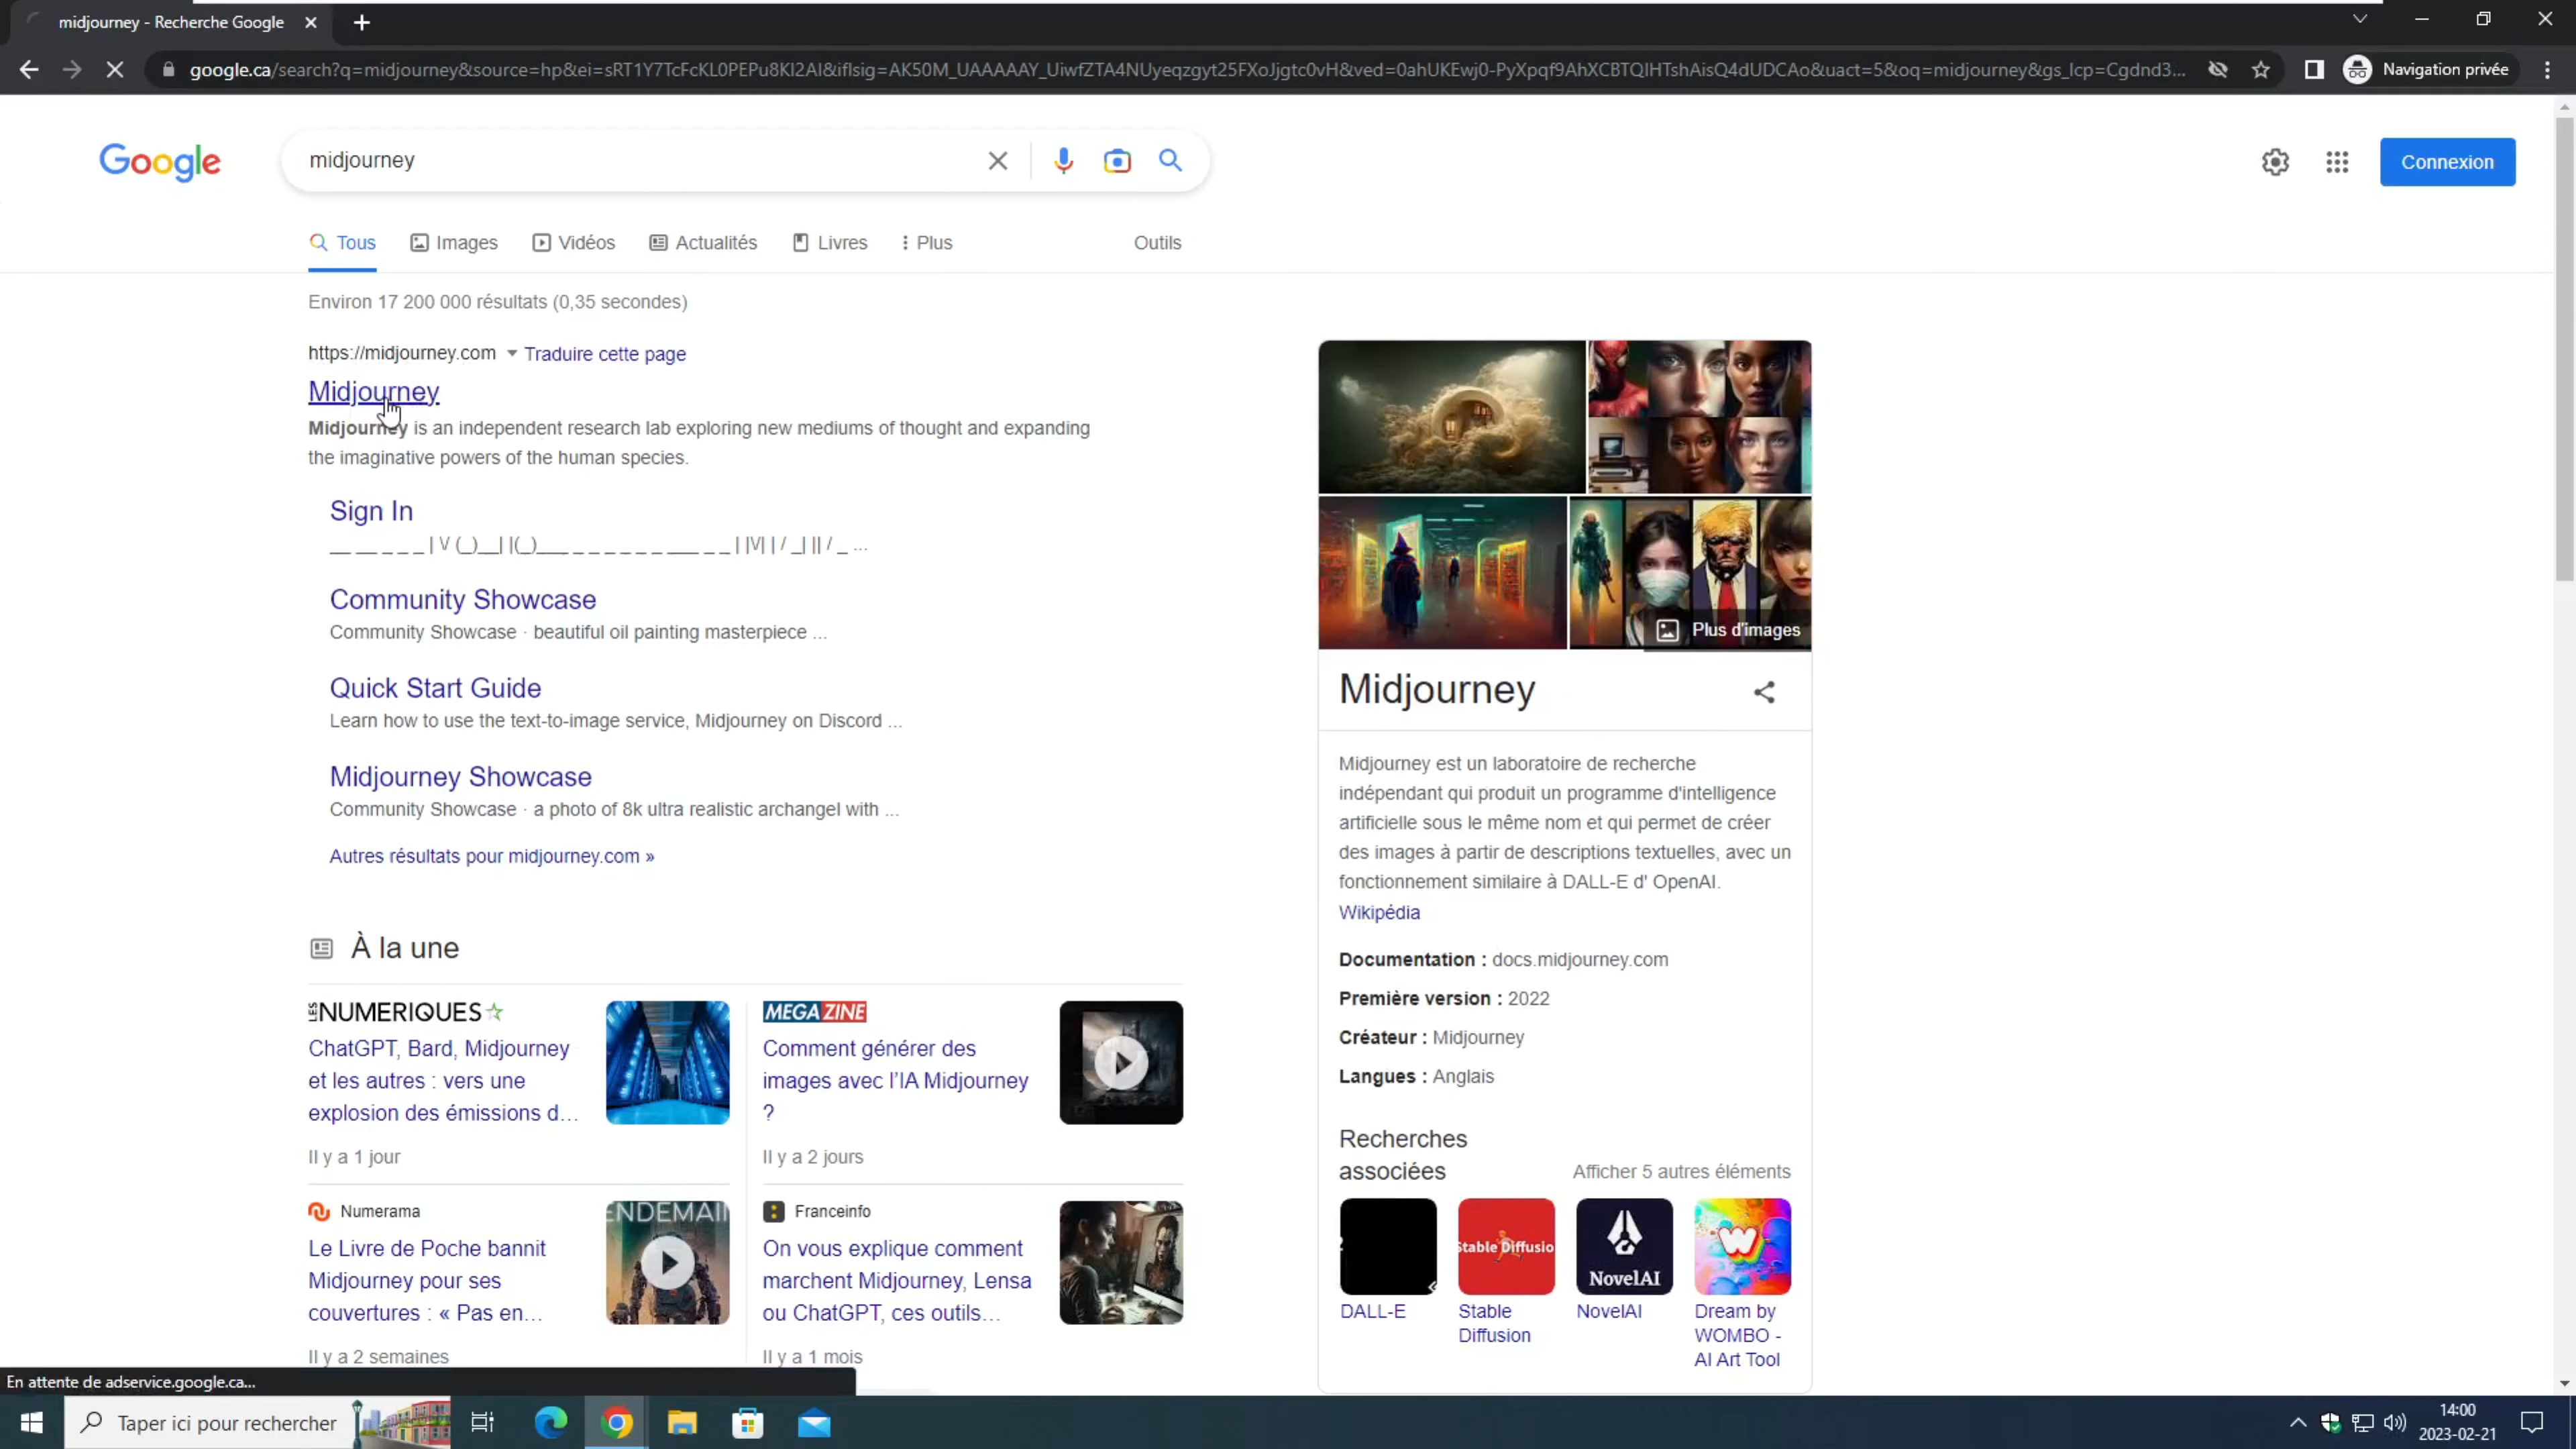 midjourney - Recherche Google
google.ca/search?q=midjourney&source=hp&ei=sRT1Y7TcFcKL0PEPu8KI2AI&iflsig=AK50M_UAAAAAY_UiwfZTA4NUyeqzgyt25FXoJjgtc0vH&ved=0ahUKEwj0-PyXpqf9AhXCBTQIHTshAisQ4dUDCAo&uact=5&oq=midjourney&gs_lcp=Cgdnd3...
Navigation privée
Google
midjourney
Connexion
Tous Images Vidéos Actualités Livres Plus Outils
Environ 17 200 000 résultats (0,35 secondes)
https://midjourney.com Traduire cette page
Midjourney
Midjourney is an independent research lab exploring new mediums of thought and expanding
the imaginative powers of the human species.
Sign In
__ __ _ _ _ | \/ (_)__| |(_)___ _ _ _ _ _ _ _ ___ _ _ | |\/| | / _| || / _ ...
Community Showcase
Community Showcase · beautiful oil painting masterpiece ...
Quick Start Guide
Learn how to use the text-to-image service, Midjourney on Discord ...
Midjourney Showcase
Community Showcase · a photo of 8k ultra realistic archangel with ...
Autres résultats pour midjourney.com »
À la une
LES NUMERIQUES
ChatGPT, Bard, Midjourney
et les autres : vers une
explosion des émissions d...
Il y a 1 jour
MEGAZINE
Comment générer des
images avec l'IA Midjourney
?
Il y a 2 jours
Numerama
Le Livre de Poche bannit
Midjourney pour ses
couvertures : « Pas en...
Il y a 2 semaines
ENDEMAIN
Franceinfo
On vous explique comment
marchent Midjourney, Lensa
ou ChatGPT, ces outils...
Il y a 1 mois
Plus d'images
Midjourney
Midjourney est un laboratoire de recherche
indépendant qui produit un programme d'intelligence
artificielle sous le même nom et qui permet de créer
des images à partir de descriptions textuelles, avec un
fonctionnement similaire à DALL-E d' OpenAI.
Wikipédia
Documentation : docs.midjourney.com
Première version : 2022
Créateur : Midjourney
Langues : Anglais
Recherches
associées
Afficher 5 autres éléments
Stable Diffusio
NovelAI
W
DALL-E
Stable
Diffusion
NovelAI
Dream by
WOMBO -
AI Art Tool
En attente de adservice.google.ca...
Taper ici pour rechercher
14:00
2023-02-21